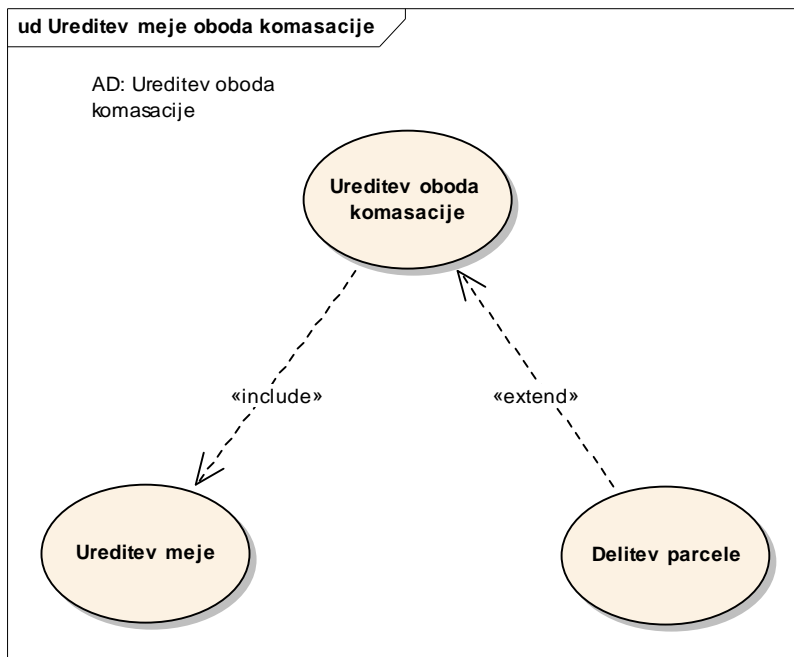 ud Ureditev meje oboda komasacije
AD: Ureditev oboda
komasacije
Ureditev oboda
komasacije
«include»
«extend»
Ureditev meje
Delitev parcele